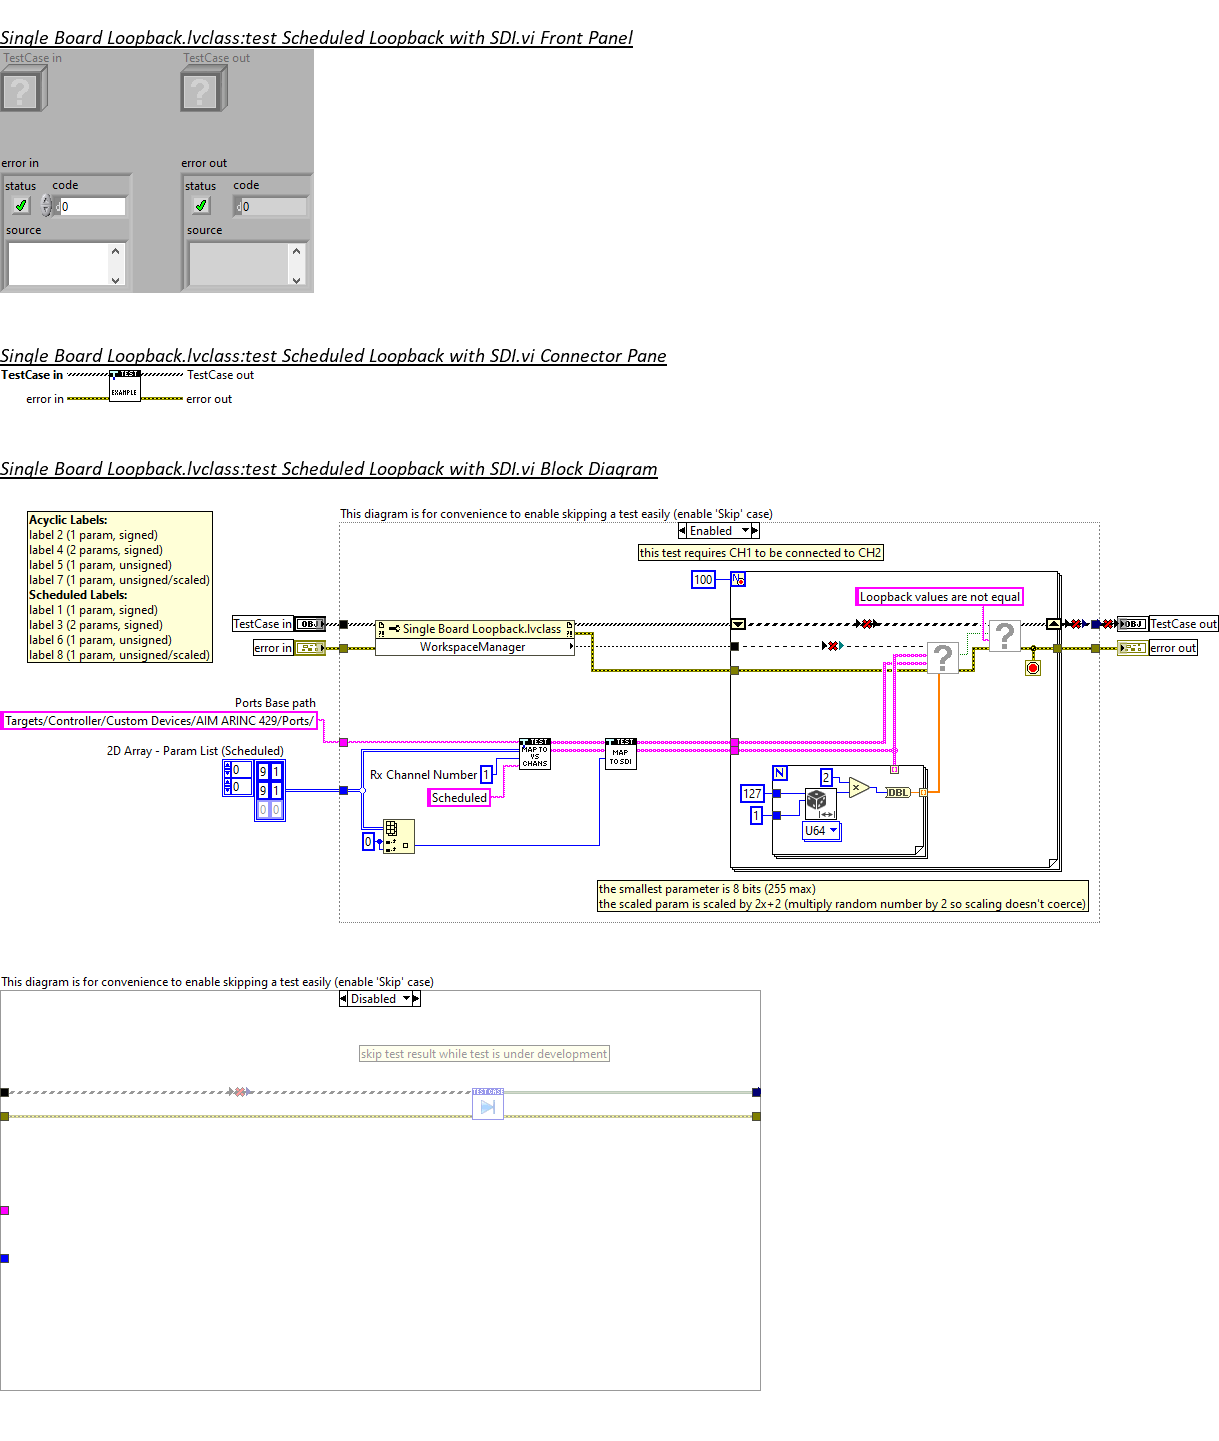 Single Board Loopback.lvclass:test Scheduled Loopback with SDI.vi Front Panel
TestCase in
TestCase out
?
?
error in
error out
status
code
status
code
0
0
source
source
Single Board Loopback.lvclass:test Scheduled Loopback with SDI.vi Connector Pane
TestCase in
TEST
EXAMPLE
TestCase out
error in
error out
Single Board Loopback.lvclass:test Scheduled Loopback with SDI.vi Block Diagram
This diagram is for convenience to enable skipping a test easily (enable 'Skip' case)
Enabled
Acyclic Labels:
label 2 (1 param, signed)
label 4 (2 params, signed)
label 5 (1 param, unsigned)
label 7 (1 param, unsigned/scaled)
Scheduled Labels:
label 1 (1 param, signed)
label 3 (2 params, signed)
label 6 (1 param, unsigned)
label 8 (1 param, unsigned/scaled)
this test requires CH1 to be connected to CH2
100
N
Loopback values are not equal
TestCase in
OBJ
Single Board Loopback.lvclass
WorkspaceManager
error in
?
?
OBJ
TestCase out
error out
Ports Base path
Targets/Controller/Custom Devices/AIM ARINC 429/Ports/
2D Array - Param List (Scheduled)
0
0
9 1
9 1
0 0
TEST
MAP TO
VS
CHANS
TEST
MAP
TO SDI
Rx Channel Number
1
Scheduled
0
N
127
1
2
x
DBL
U64
the smallest parameter is 8 bits (255 max)
the scaled param is scaled by 2x+2 (multiply random number by 2 so scaling doesn't coerce)
This diagram is for convenience to enable skipping a test easily (enable 'Skip' case)
Disabled
skip test result while test is under development
TEST CASE